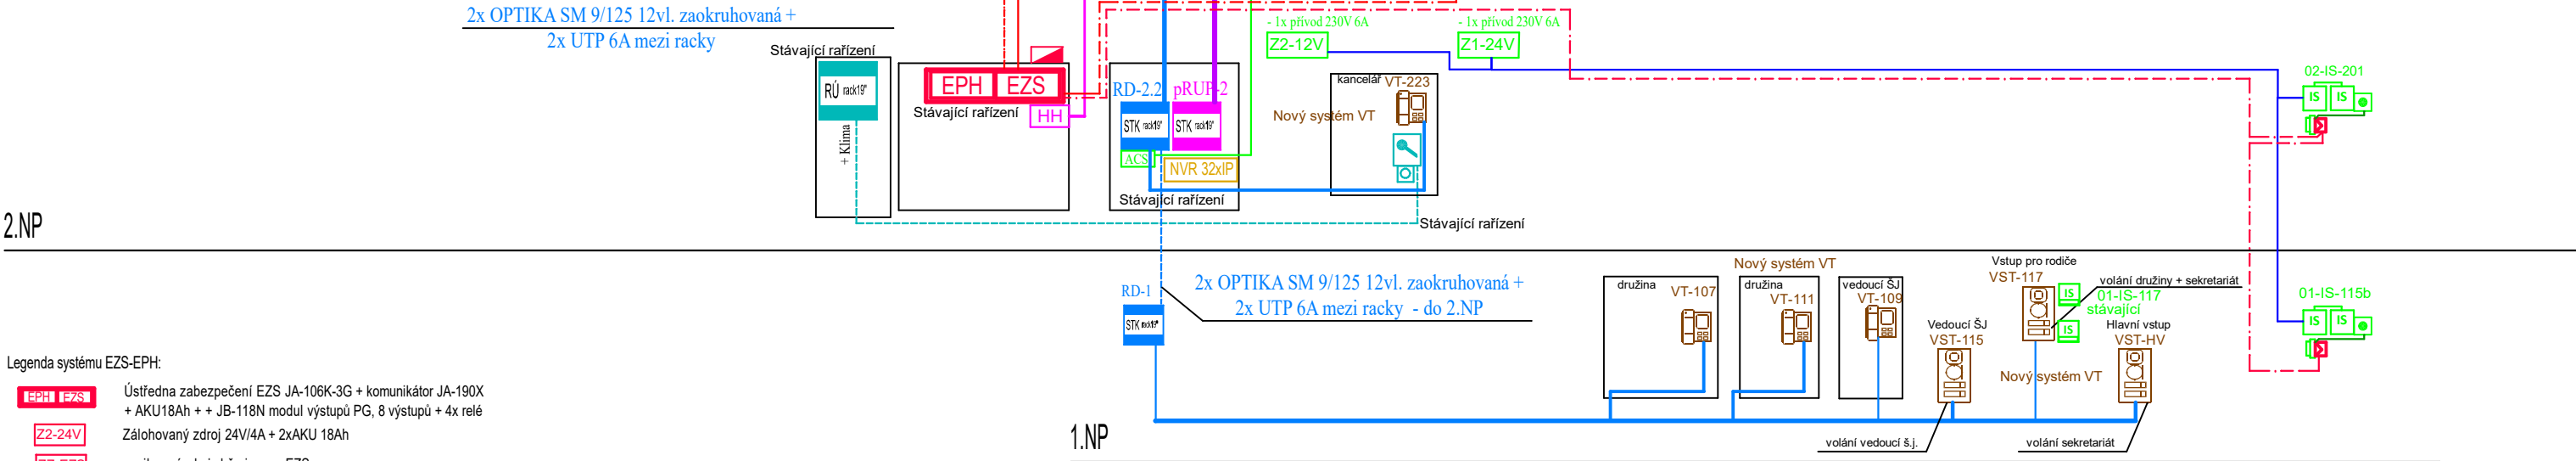 2x OPTIKA SM 9/125 12vl. zaokruhovaná +
2x UTP 6A mezi racky
Stávající rařízení
RÚ rack19"
+ Klima
EPH EZS
Stávající rařízení
HH
RD-2.2 pRUP-2
STK rack19" STK rack19"
ACS
NVR 32xIP
Stávající rařízení
- 1x přívod 230V 6A
Z2-12V
- 1x přívod 230V 6A
Z1-24V
kancelář VT-223
Nový systém VT
Stávající rařízení
02-IS-201
IS IS
2.NP
RD-1
STK rack19"
2x OPTIKA SM 9/125 12vl. zaokruhovaná +
2x UTP 6A mezi racky - do 2.NP
Nový systém VT
družina
VT-107
družina
VT-111
vedoucí ŠJ
VT-109
Vedoucí ŠJ
VST-115
Vstup pro rodiče
VST-117
IS
01-IS-117
stávající
IS
volání družiny + sekretariát
Hlavní vstup
VST-HV
Nový systém VT
01-IS-115b
IS IS
volání vedoucí š.j.
volání sekretariát
1.NP
Legenda systému EZS-EPH:
EPH EZS
Ústředna zabezpečení EZS JA-106K-3G + komunikátor JA-190X
+ AKU18Ah + + JB-118N modul výstupů PG, 8 výstupů + 4x relé
Z2-24V
Zálohovaný zdroj 24V/4A + 2xAKU 18Ah